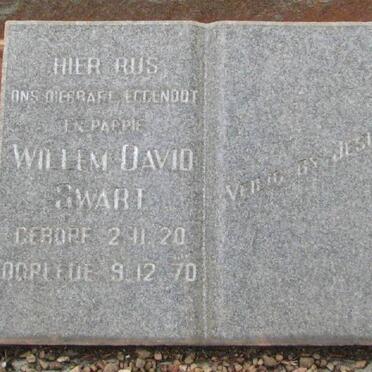 HIER RUS
ONS DIERBARE EGGENOOT
EN PAPPIE
WILLEM DAVID
SWART
GEBORE 2.11.20
OORLEDE 9.12.70
VEILIG BY JESU